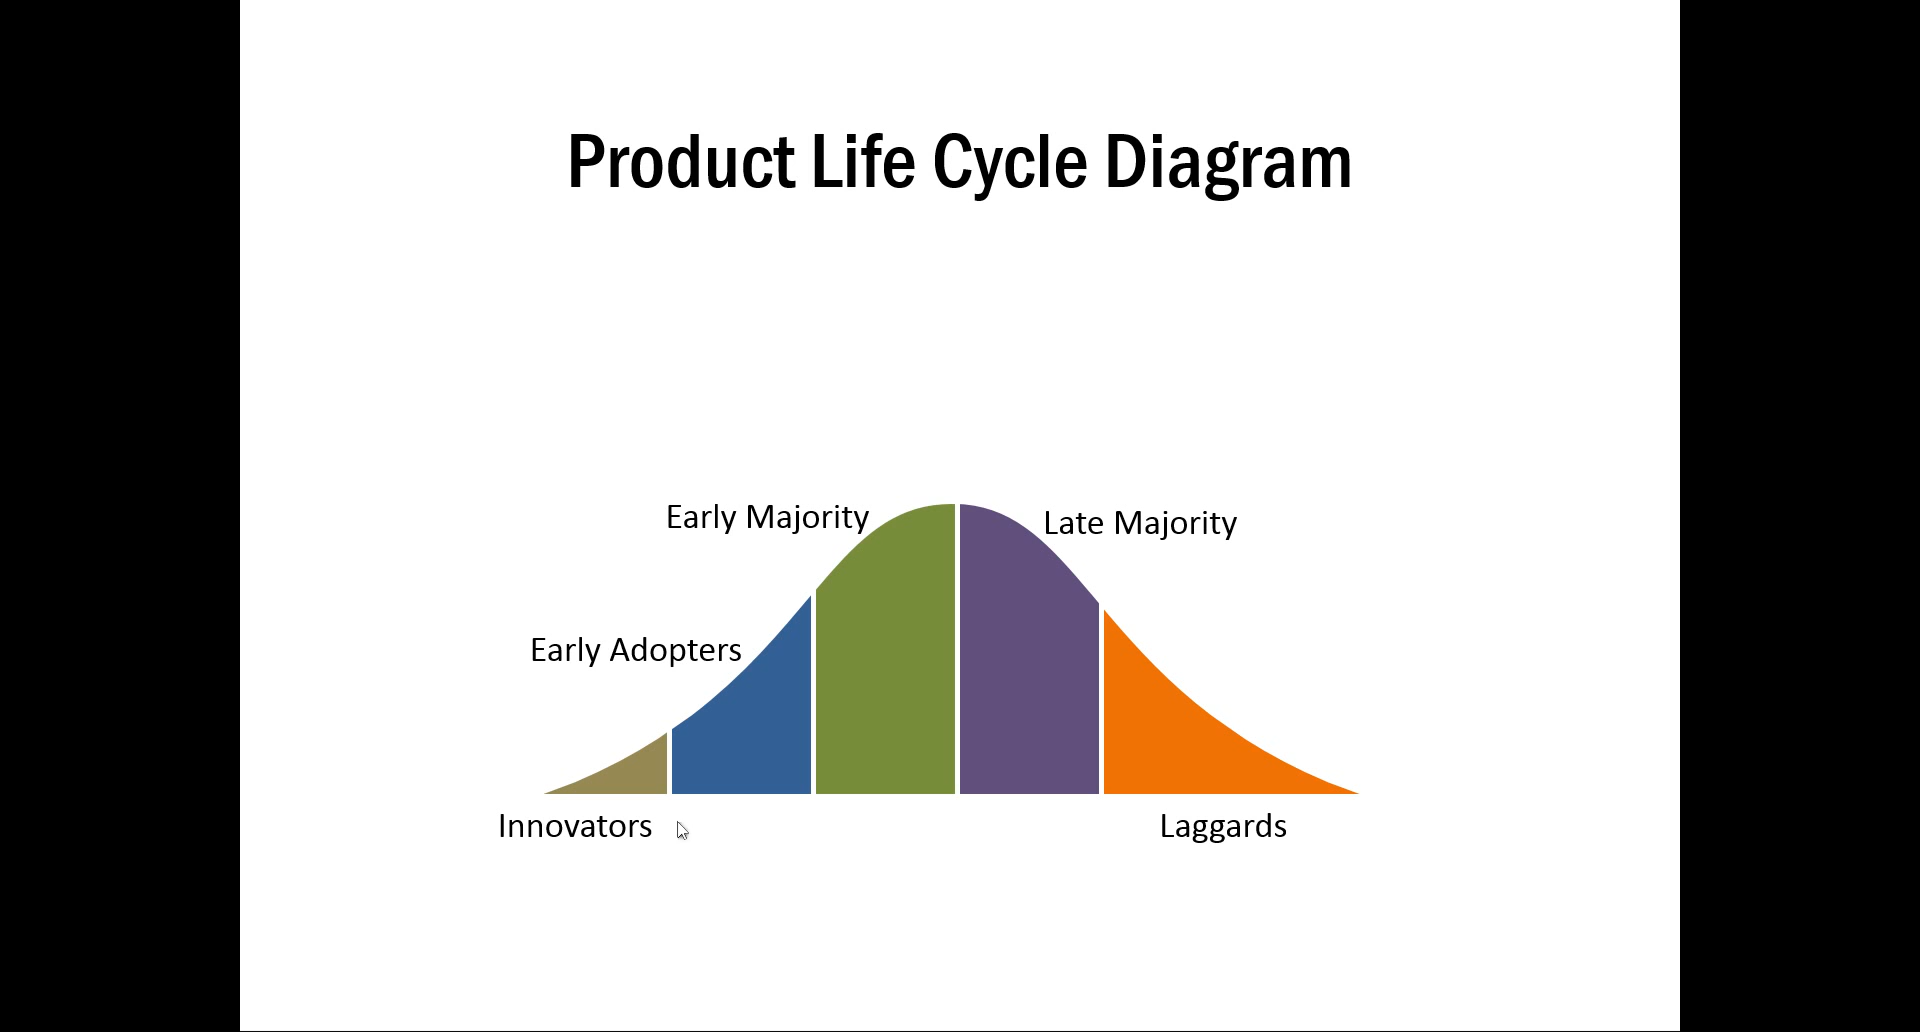 Product Life Cycle Diagram
Early Majority
Late Majority
Early Adopters
Innovators
Laggards